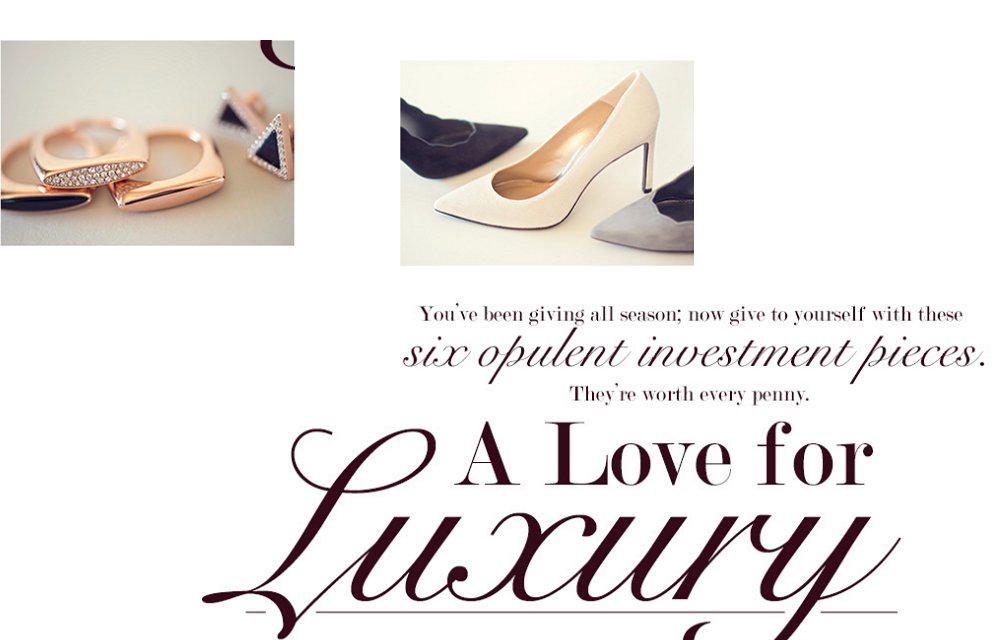 You've been giving all season; now give to yourself with these
six opulent investment pieces.
They're worth every penny.
A Love for
Luxury